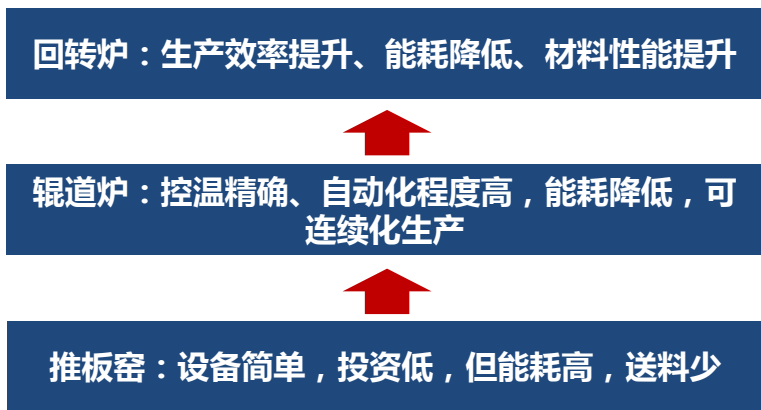 回转炉：生产效率提升、能耗降低、材料性能提升
辊道炉：控温精确、自动化程度高，能耗降低，可
连续化生产
推板窑：设备简单，投资低，但能耗高，送料少